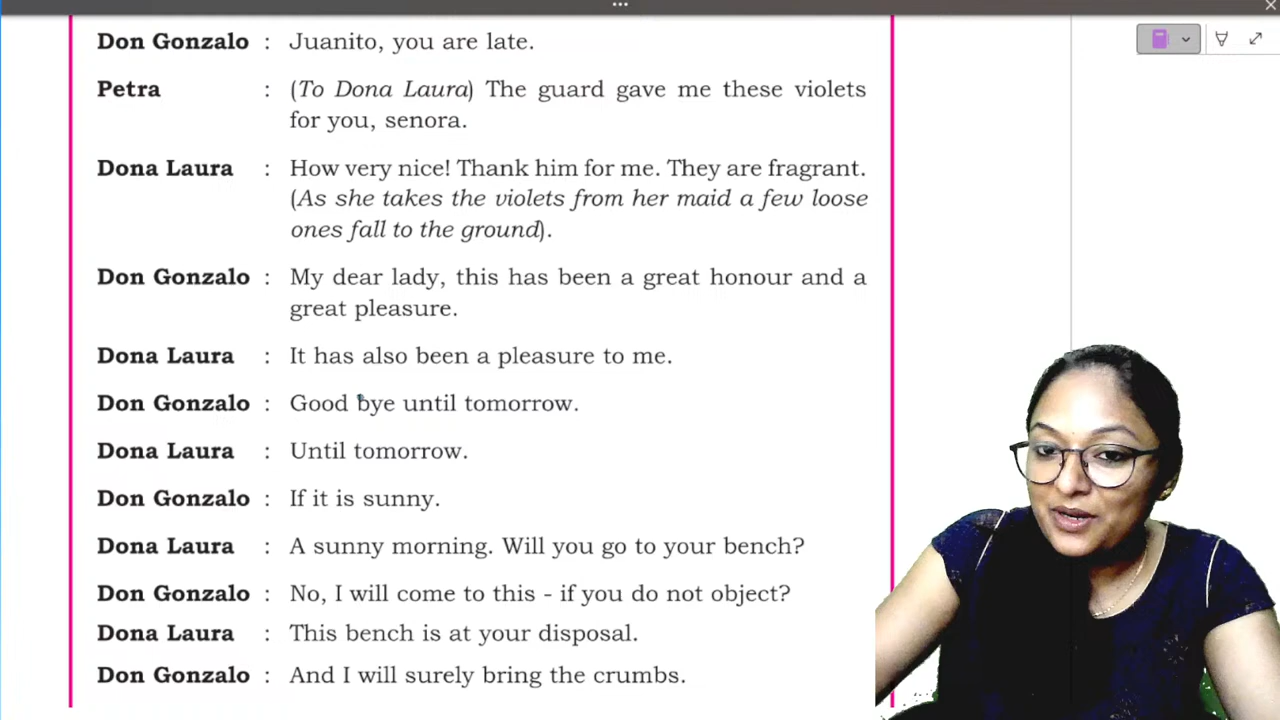 Don Gonzalo : Juanito, you are late.
Petra : (To Dona Laura) The guard gave me these violets
for you, senora.
Dona Laura : How very nice! Thank him for me. They are fragrant.
(As she takes the violets from her maid a few loose
ones fall to the ground).
Don Gonzalo : My dear lady, this has been a great honour and a
great pleasure.
Dona Laura : It has also been a pleasure to me.
Don Gonzalo : Good bye until tomorrow.
Dona Laura : Until tomorrow.
Don Gonzalo : If it is sunny.
Dona Laura : A sunny morning. Will you go to your bench?
Don Gonzalo : No, I will come to this - if you do not object?
Dona Laura : This bench is at your disposal.
Don Gonzalo : And I will surely bring the crumbs.